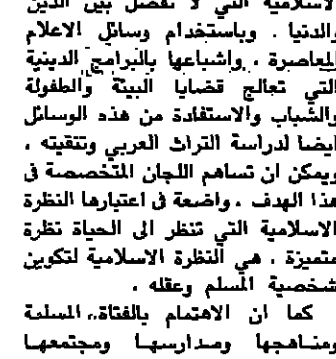 الاسلامية التي لا تفصل بين الدين
والدنيا . وباستخدام وسائل الاعلام
المعاصرة ، واشباعها بالبرامج الدينية
التي تعالج قضايا البيئة والطفولة
والشباب والاستفادة من هذه الوسائل
ايضا لدراسة التراث العربي وتنقيته ،
ويمكن ان تساهم اللجان المتخصصة في
هذا الهدف ، واضعة في اعتبارها النظرة
الاسلامية التي تنظر الى الحياة نظرة
متميزة . هي النظرة الاسلامية لتكوين
شخصية المسلم وعقله .
كما ان الاهتمام بالفتاة المسلمة
ومناهجها ومدارسها ومجتمعها